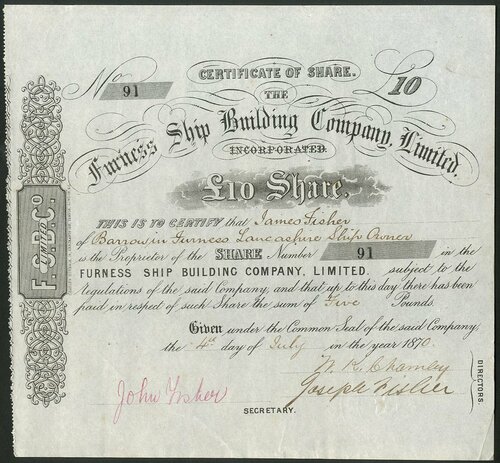 No 91
CERTIFICATE OF SHARE.
£10
THE
Furness Ship Building Company, Limited.
INCORPORATED
£10 Share.
THIS IS TO CERTIFY that James Fisher
of Barrow in Furness Lancashire Ship Owner
is the Proprietor of the SHARE Number 91 in the
FURNESS SHIP BUILDING COMPANY, LIMITED. subject to the
regulations of the said Company, and that up to this day there has been
paid in respect of such Share the sum of Five Pounds
Given under the Common Seal of the said Company,
the 4th day of July in the year 1870.
W. K. Chamley
Joseph Fisher
DIRECTORS.
John Fisher
SECRETARY.
F. S. B. Co.